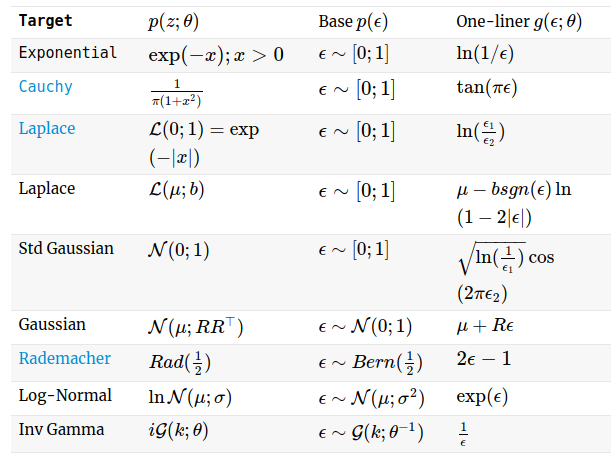 Target p(z; θ) Base p(ϵ) One-liner g(ϵ; θ)
Exponential exp(−x); x > 0 ϵ ∼ [0; 1] ln(1/ϵ)
Cauchy 1/(π(1+x²)) ϵ ∼ [0; 1] tan(πϵ)
Laplace ℒ(0; 1) = exp ϵ ∼ [0; 1] ln(ϵ₁/ϵ₂)
(−|x|)
Laplace ℒ(μ; b) ϵ ∼ [0; 1] μ − bsgn(ϵ) ln
(1 − 2|ϵ|)
Std Gaussian 𝒩(0; 1) ϵ ∼ [0; 1] √(ln(1/ϵ₁)) cos
(2πϵ₂)
Gaussian 𝒩(μ; RR⊤) ϵ ∼ 𝒩(0; 1) μ + Rϵ
Rademacher Rad(1/2) ϵ ∼ Bern(1/2) 2ϵ − 1
Log-Normal ln 𝒩(μ; σ) ϵ ∼ 𝒩(μ; σ²) exp(ϵ)
Inv Gamma i𝒢(k; θ) ϵ ∼ 𝒢(k; θ⁻¹) 1/ϵ